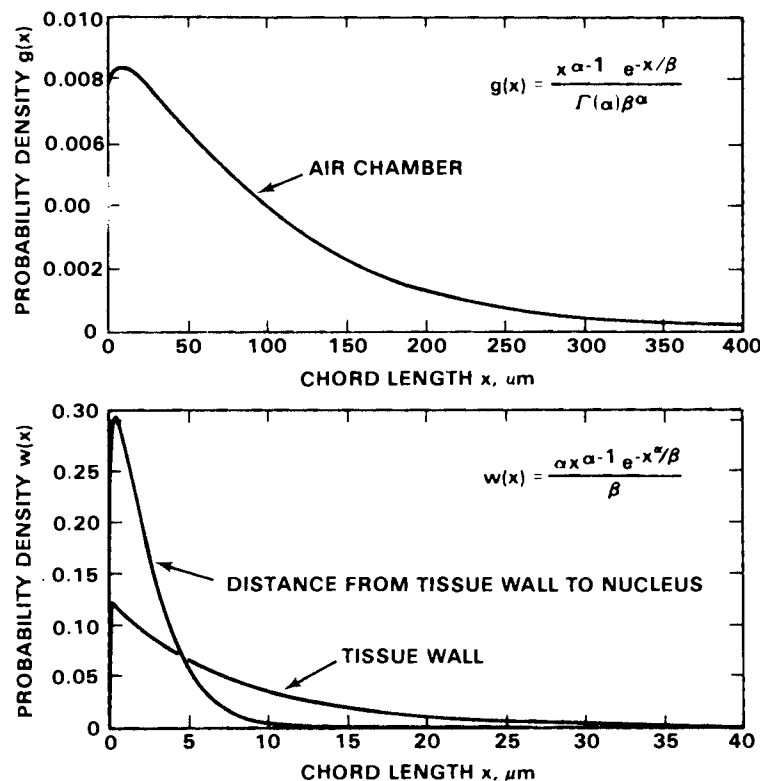 PROBABILITY DENSITY g(x)
0.010
0.008
0.006
0.00
0.002
0
g(x) = x α-1 e-x/β / Γ(α)βα
AIR CHAMBER
0 50 100 150 200 250 300 350 400
CHORD LENGTH x, um
PROBABILITY DENSITY w(x)
0.30
0.25
0.20
0.15
0.10
0.05
0
w(x) = αx α-1 e-xα/β / β
DISTANCE FROM TISSUE WALL TO NUCLEUS
TISSUE WALL
0 5 10 15 20 25 30 35 40
CHORD LENGTH x, μm